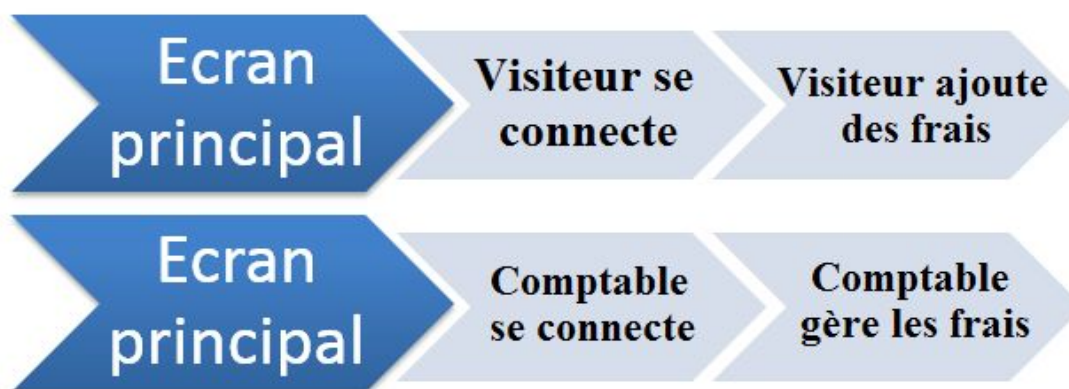 Ecran
principal
Visiteur se
connecte
Visiteur ajoute
des frais
Ecran
principal
Comptable
se connecte
Comptable
gère les frais